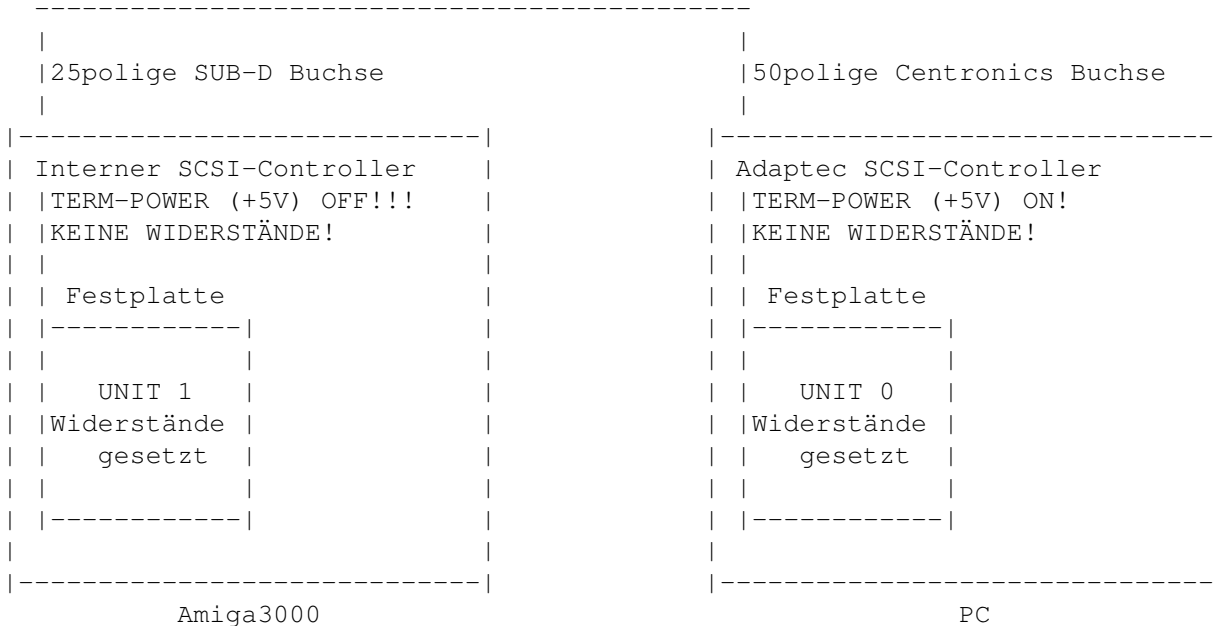 25polige SUB-D Buchse 50polige Centronics Buchse
Interner SCSI-Controller Adaptec SCSI-Controller
TERM-POWER (+5V) OFF!!! TERM-POWER (+5V) ON!
KEINE WIDERSTÄNDE! KEINE WIDERSTÄNDE!
Festplatte Festplatte
UNIT 1 UNIT 0
Widerstände Widerstände
gesetzt gesetzt
Amiga3000 PC